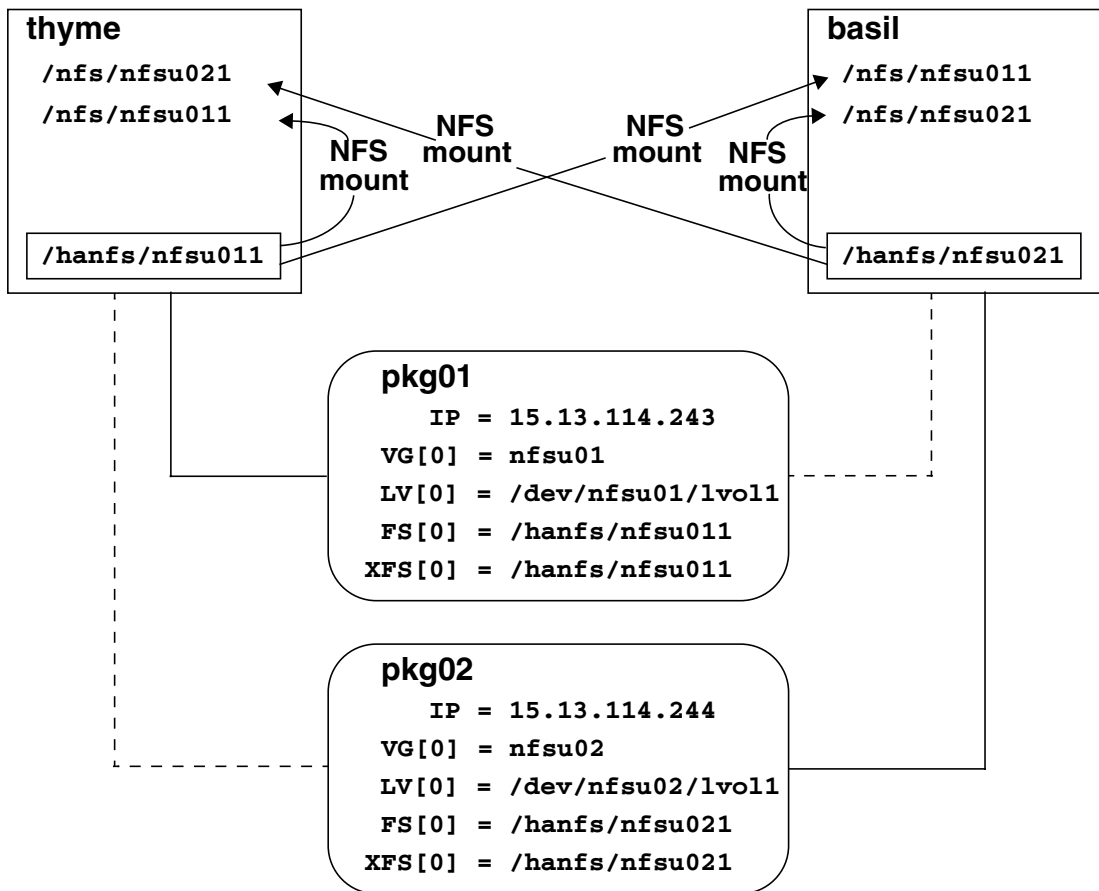 thyme
/nfs/nfsu021
/nfs/nfsu011
NFS
mount
/hanfs/nfsu011
NFS
mount
NFS
mount
basil
/nfs/nfsu011
/nfs/nfsu021
NFS
mount
/hanfs/nfsu021
pkg01
IP = 15.13.114.243
VG[0] = nfsu01
LV[0] = /dev/nfsu01/lvol1
FS[0] = /hanfs/nfsu011
XFS[0] = /hanfs/nfsu011
pkg02
IP = 15.13.114.244
VG[0] = nfsu02
LV[0] = /dev/nfsu02/lvol1
FS[0] = /hanfs/nfsu021
XFS[0] = /hanfs/nfsu021